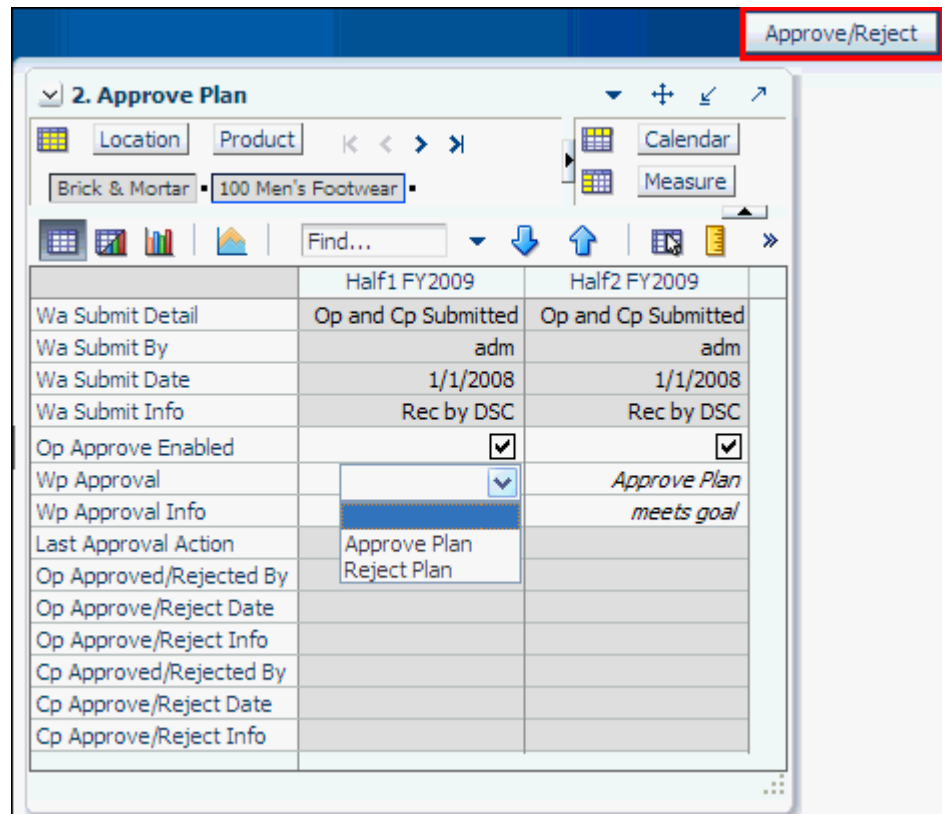 Approve/Reject
2. Approve Plan
Location Product Calendar
Brick & Mortar 100 Men's Footwear Measure
Find...
Half1 FY2009 Half2 FY2009
Wa Submit Detail Op and Cp Submitted Op and Cp Submitted
Wa Submit By adm adm
Wa Submit Date 1/1/2008 1/1/2008
Wa Submit Info Rec by DSC Rec by DSC
Op Approve Enabled
Wp Approval Approve Plan
Wp Approval Info meets goal
Last Approval Action Approve Plan
Op Approved/Rejected By Reject Plan
Op Approve/Reject Date
Op Approve/Reject Info
Cp Approved/Rejected By
Cp Approve/Reject Date
Cp Approve/Reject Info